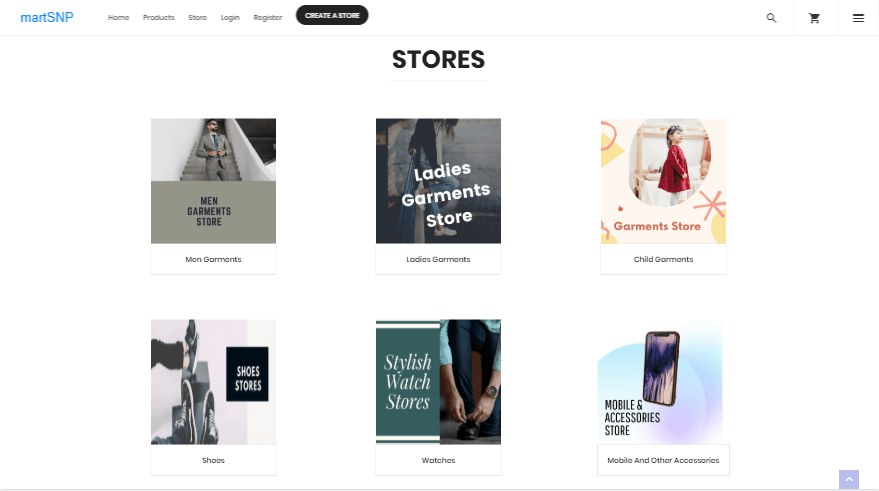 martSNP
Home Products Store Login Register CREATE A STORE
STORES
MEN
GARMENTS
STORE
Men Garments
Ladies
Garments
Store
Ladies Garments
Garments Store
Child Garments
SHOES
STORES
Shoes
Stylish
Watch
Stores
Watches
MOBILE &
ACCESSORIES
STORE
Mobile And Other Accessories